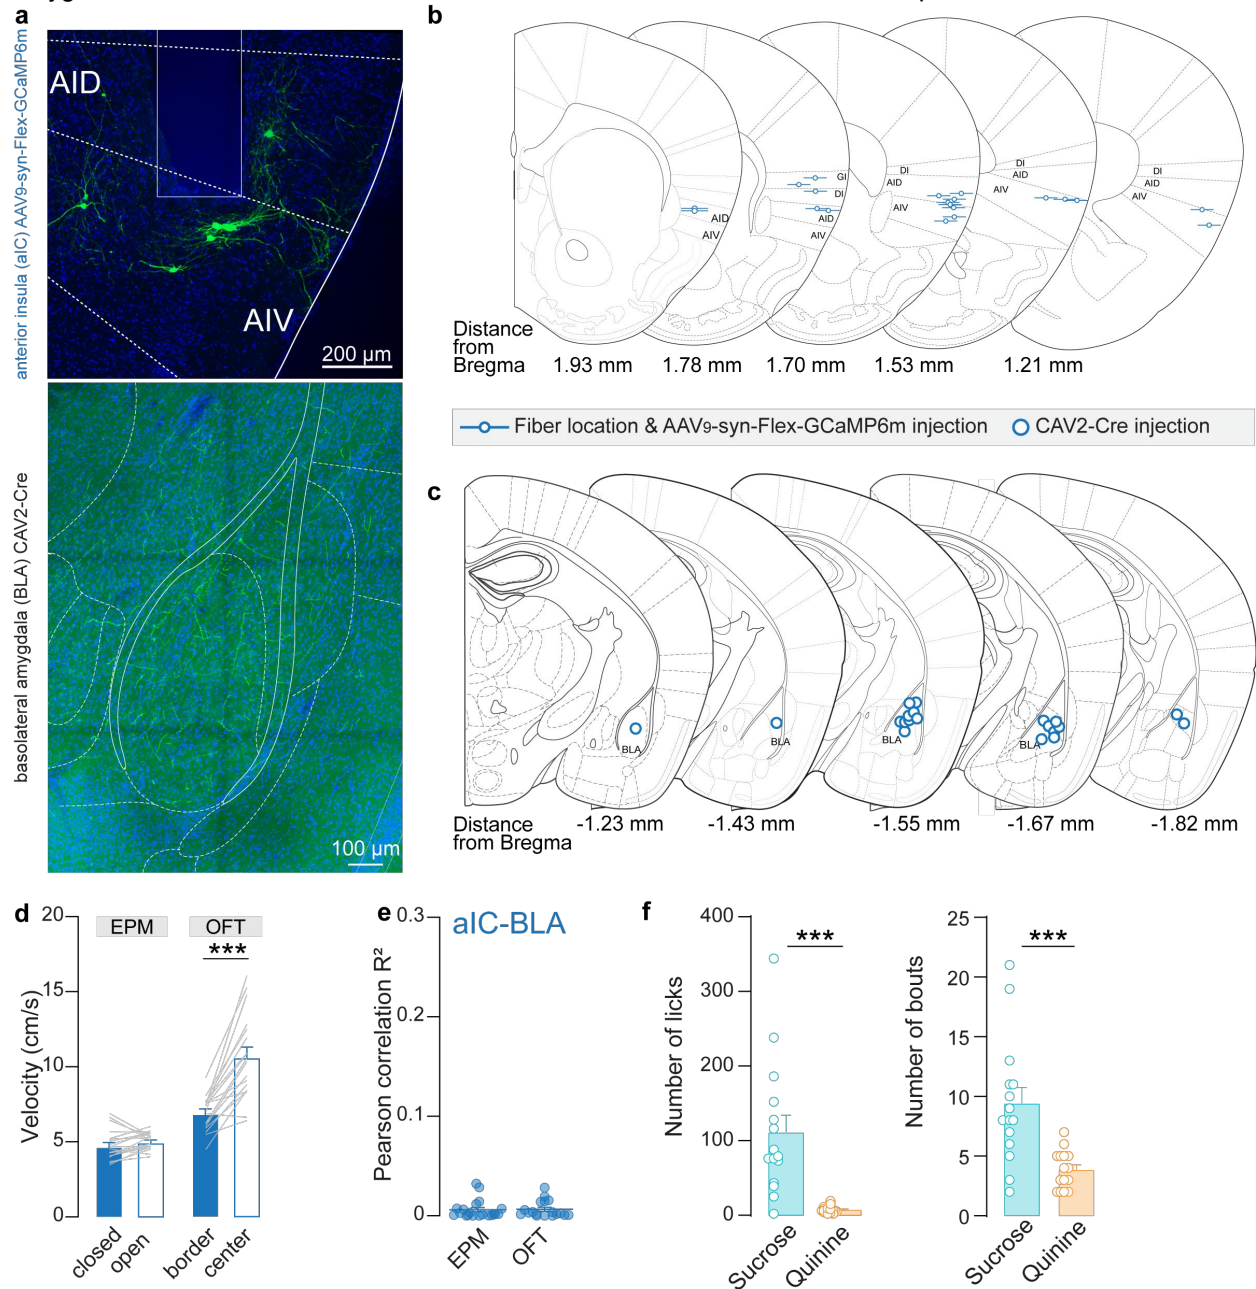 a
anterior insula (aIC) AAV9-syn-Flex-GCaMP6m
AID
AIV
200 µm
basolateral amygdala (BLA) CAV2-Cre
100 µm
b
AID
AIV
GI
DI
AID
AIV
DI
AID
AIV
DI
AID
AIV
DI
AID
AIV
Distance
from
Bregma
1.93 mm 1.78 mm 1.70 mm 1.53 mm 1.21 mm
Fiber location & AAV9-syn-Flex-GCaMP6m injection CAV2-Cre injection
c
BLA
BLA
BLA
BLA
Distance
from Bregma
-1.23 mm -1.43 mm -1.55 mm -1.67 mm -1.82 mm
d
Velocity (cm/s)
20
15
10
5
0
EPM OFT
***
closed
open
border
center
e
aIC-BLA
Pearson correlation R²
0.3
0.2
0.1
0
EPM
OFT
f
Number of licks
400
300
200
100
0
***
Sucrose
Quinine
Number of bouts
25
20
15
10
5
0
***
Sucrose
Quinine